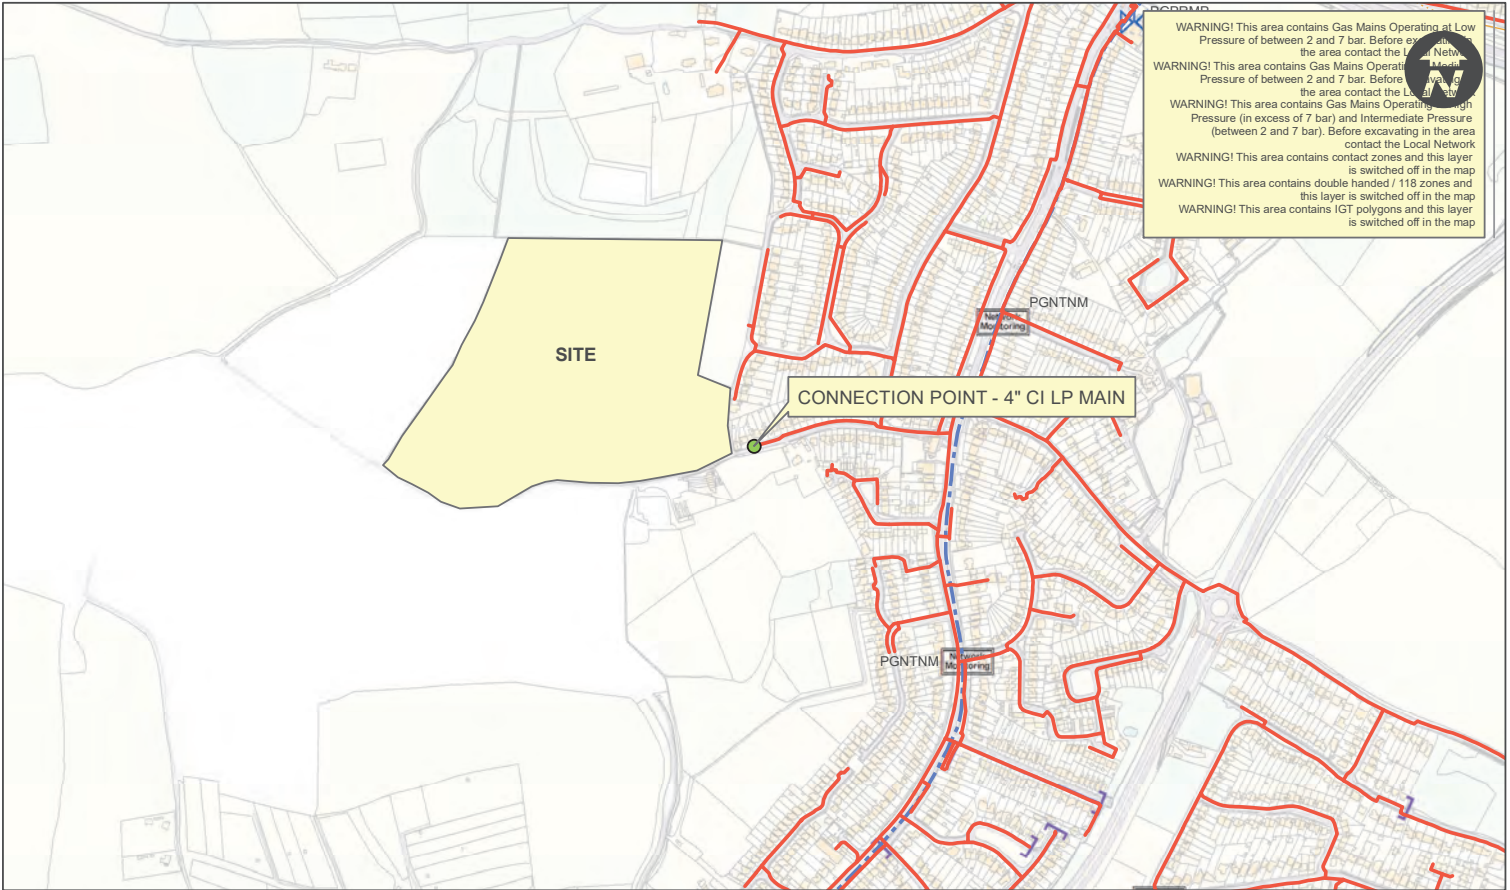 PGPRMP
WARNING! This area contains Gas Mains Operating at Low
Pressure of between 2 and 7 bar. Before
the area contact the
WARNING! This area contains Gas Mains
Pressure of between 2 and 7 bar. Before
the area contact the
WARNING! This area contains Gas Mains Operating
Pressure (in excess of 7 bar) and Intermediate Pressure
(between 2 and 7 bar). Before excavating in the area
contact the Local Network
WARNING! This area contains contact zones and this layer
is switched off in the map
WARNING! This area contains double handed / 118 zones and
this layer is switched off in the map
WARNING! This area contains IGT polygons and this layer
is switched off in the map
N
PGNTNM
Network
Monitoring
SITE
CONNECTION POINT - 4" CI LP MAIN
PGNTNM
Network
Monitoring